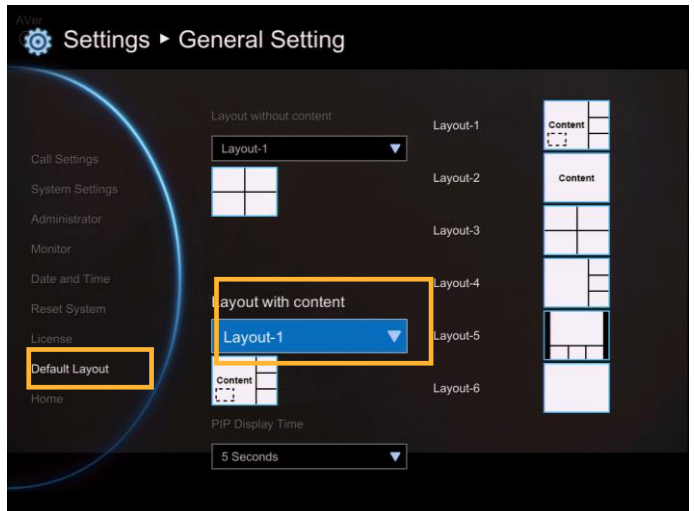 AVer
Settings ► General Setting
Call Settings
System Settings
Administrator
Monitor
Date and Time
Reset System
License
Default Layout
Home
Layout without content
Layout-1
Layout with content
Layout-1
Content
PIP Display Time
5 Seconds
Layout-1
Content
Layout-2
Content
Layout-3
Layout-4
Layout-5
Layout-6